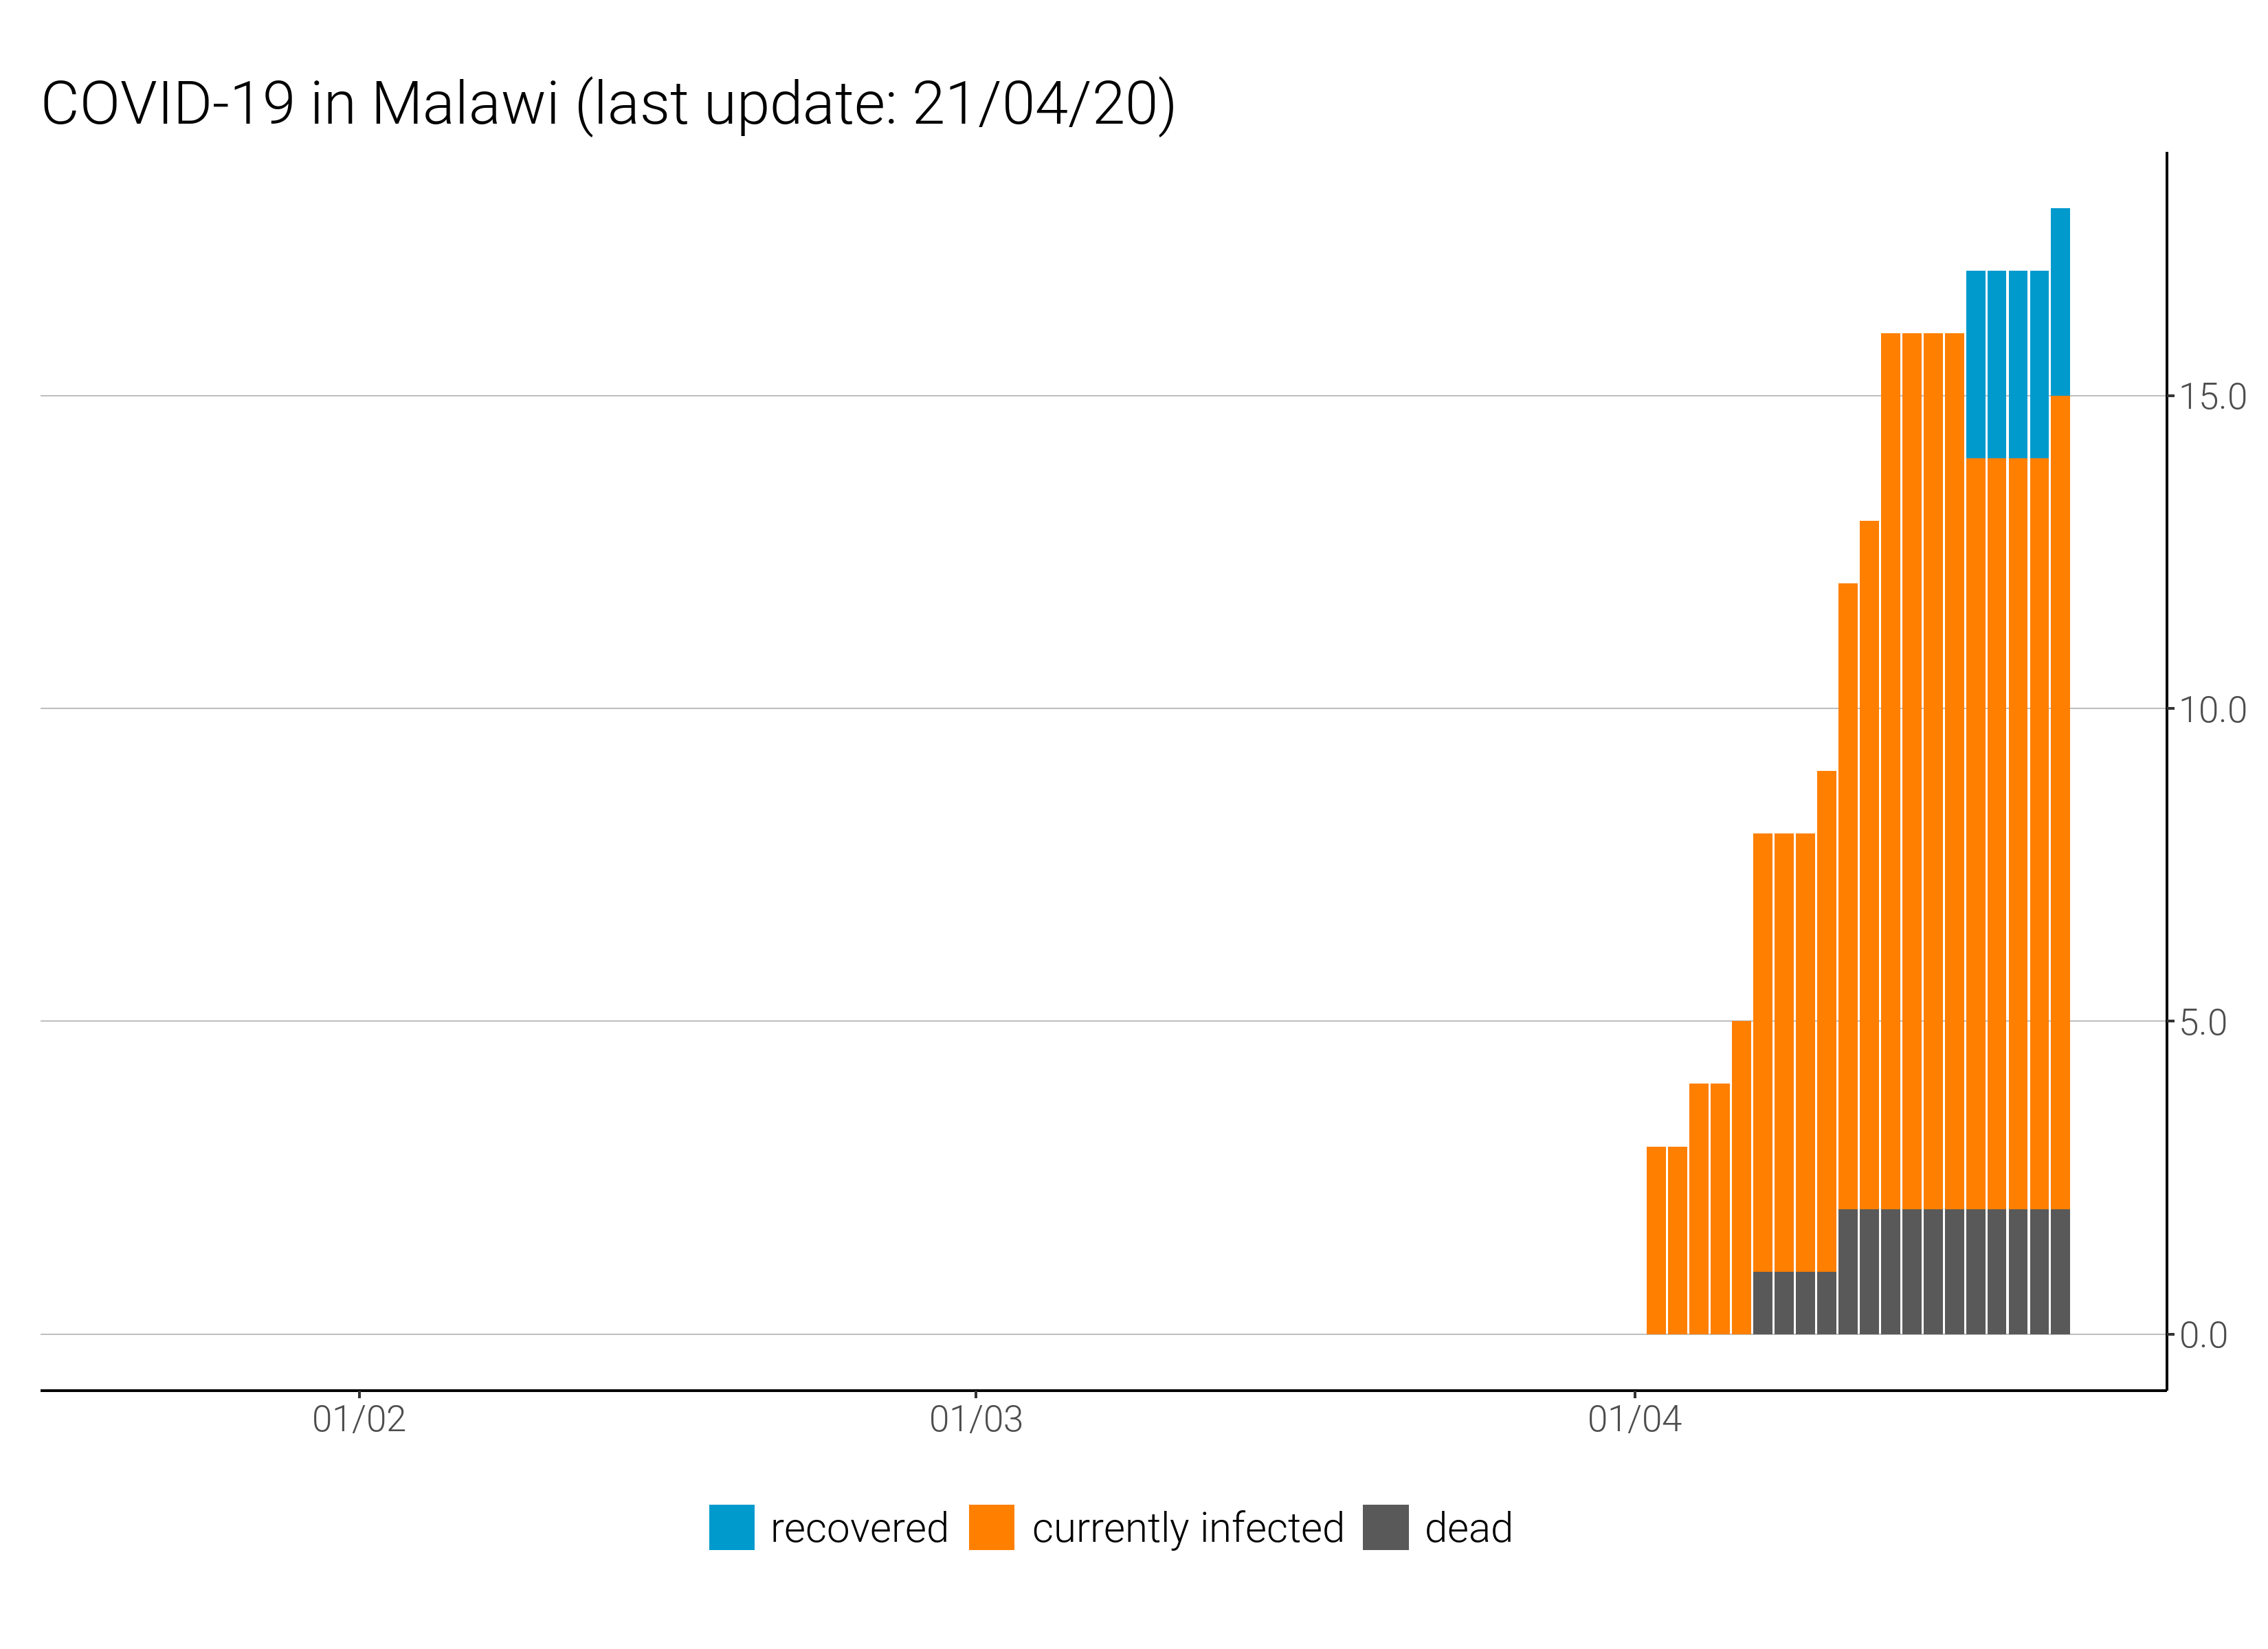 COVID-19 in Malawi (last update: 21/04/20)
15.0
10.0
5.0
0.0
01/02 01/03 01/04
recovered currently infected dead